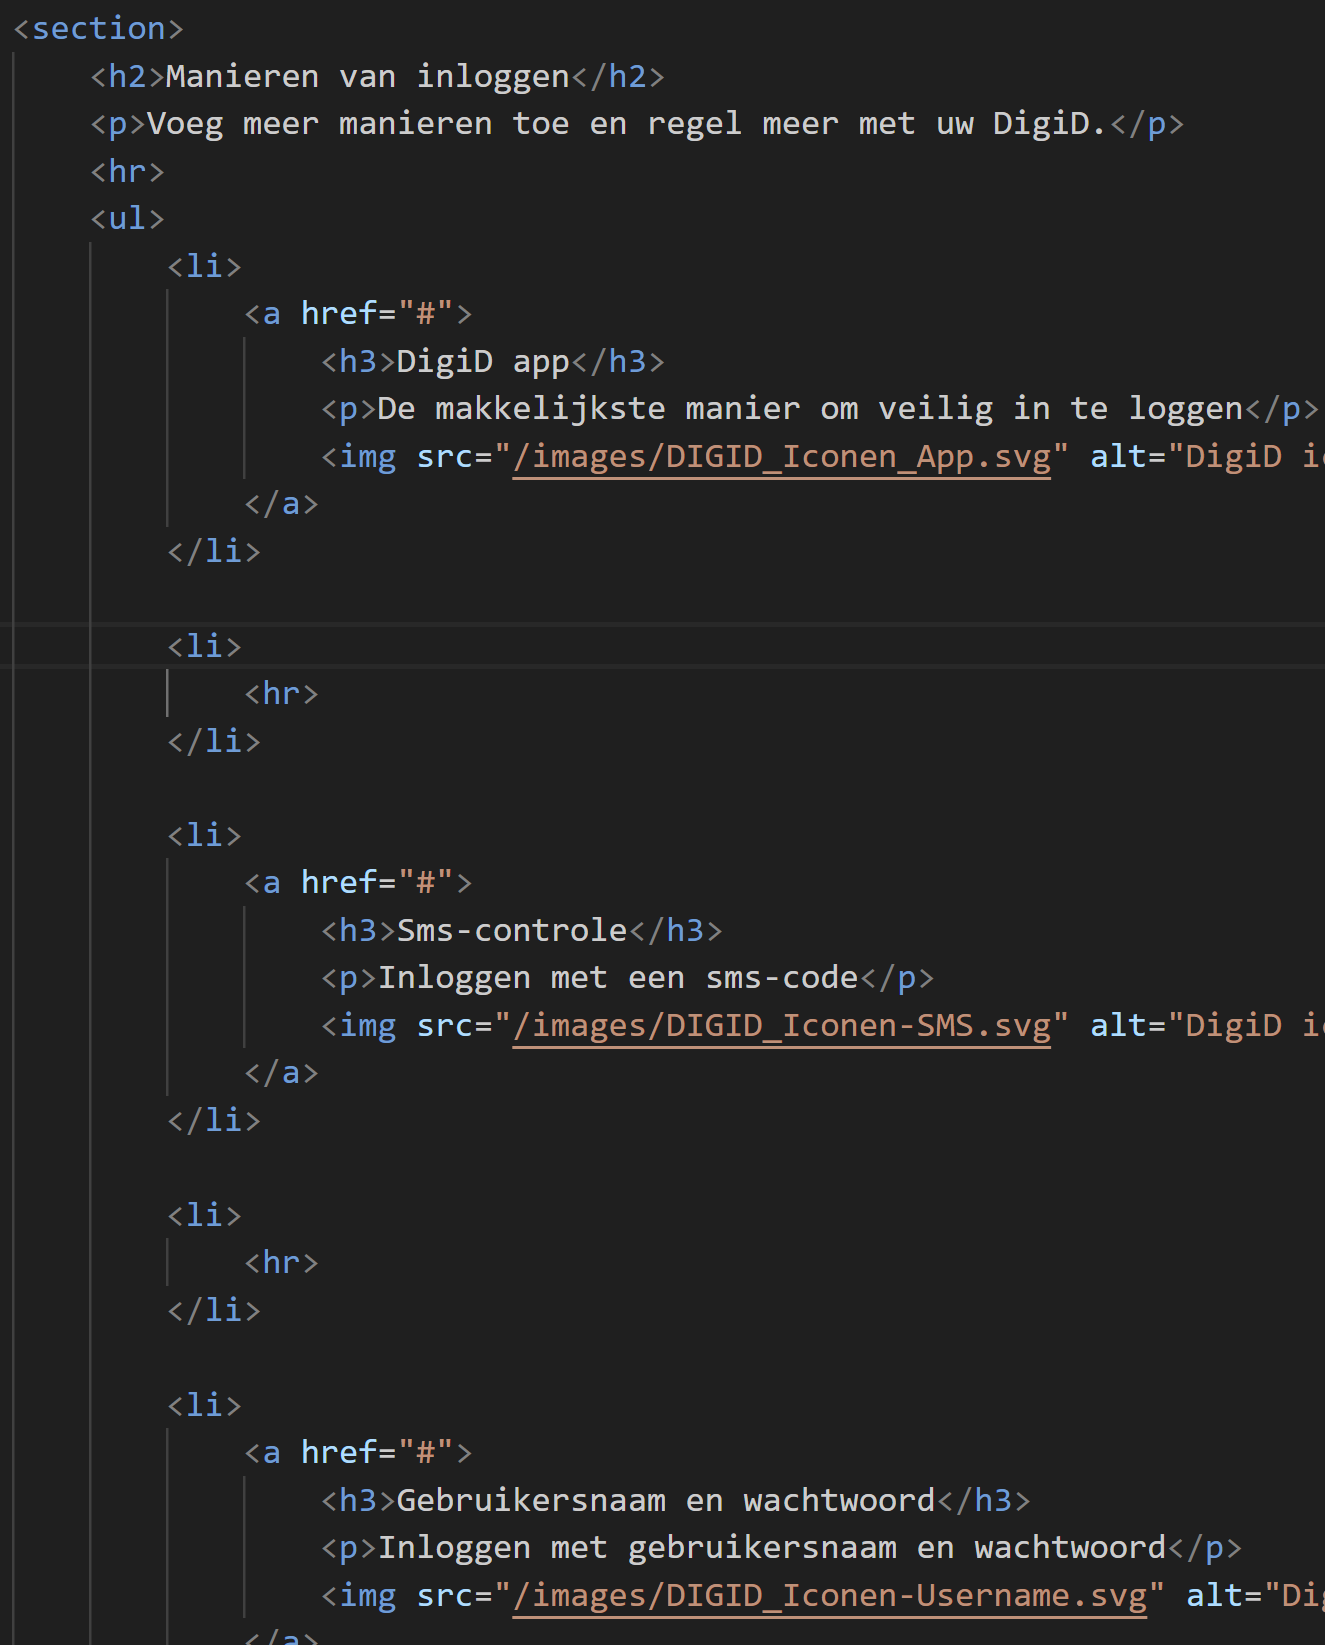 <section>
<h2>Manieren van inloggen</h2>
<p>Voeg meer manieren toe en regel meer met uw DigiD.</p>
<hr>
<ul>
<li>
<a href="#">
<h3>DigiD app</h3>
<p>De makkelijkste manier om veilig in te loggen</p>
<img src="/images/DIGID_Iconen_App.svg" alt="DigiD
</a>
</li>
<li>
<hr>
</li>
<li>
<a href="#">
<h3>Sms-controle</h3>
<p>Inloggen met een sms-code</p>
<img src="/images/DIGID_Iconen-SMS.svg" alt="DigiD
</a>
</li>
<li>
<hr>
</li>
<li>
<a href="#">
<h3>Gebruikersnaam en wachtwoord</h3>
<p>Inloggen met gebruikersnaam en wachtwoord</p>
<img src="/images/DIGID_Iconen-Username.svg" alt="Di
</a>